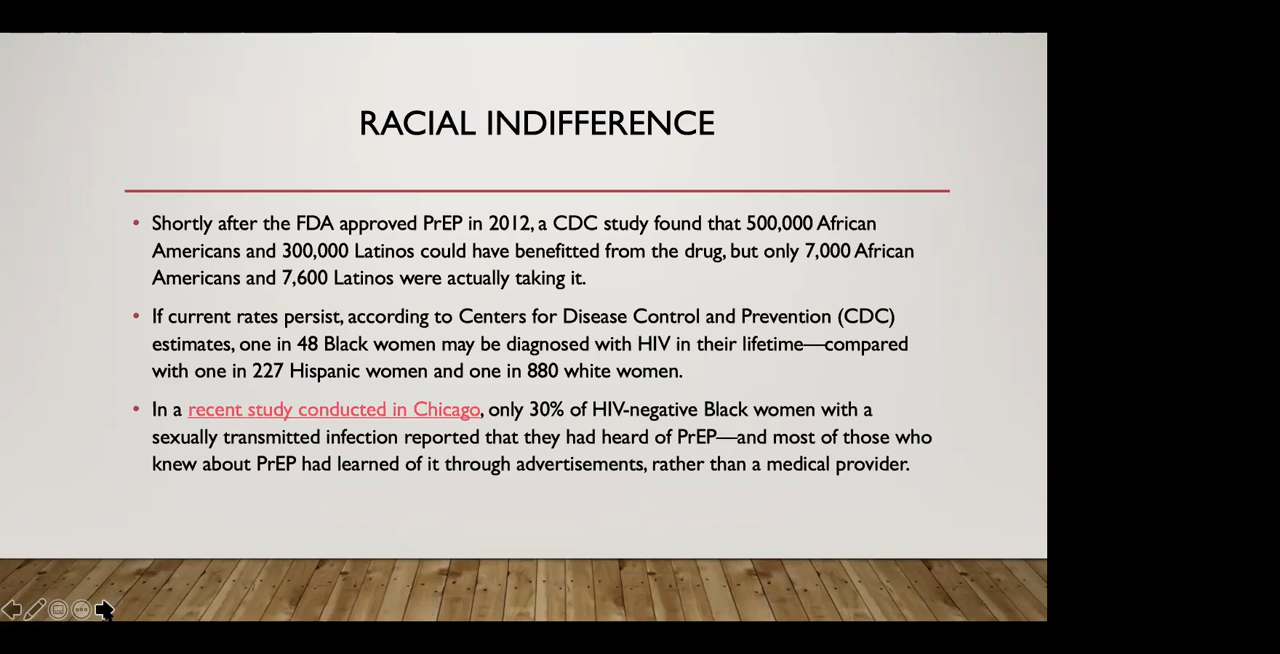 RACIAL INDIFFERENCE
• Shortly after the FDA approved PrEP in 2012, a CDC study found that 500,000 African
Americans and 300,000 Latinos could have benefitted from the drug, but only 7,000 African
Americans and 7,600 Latinos were actually taking it.
• If current rates persist, according to Centers for Disease Control and Prevention (CDC)
estimates, one in 48 Black women may be diagnosed with HIV in their lifetime—compared
with one in 227 Hispanic women and one in 880 white women.
• In a recent study conducted in Chicago, only 30% of HIV-negative Black women with a
sexually transmitted infection reported that they had heard of PrEP—and most of those who
knew about PrEP had learned of it through advertisements, rather than a medical provider.